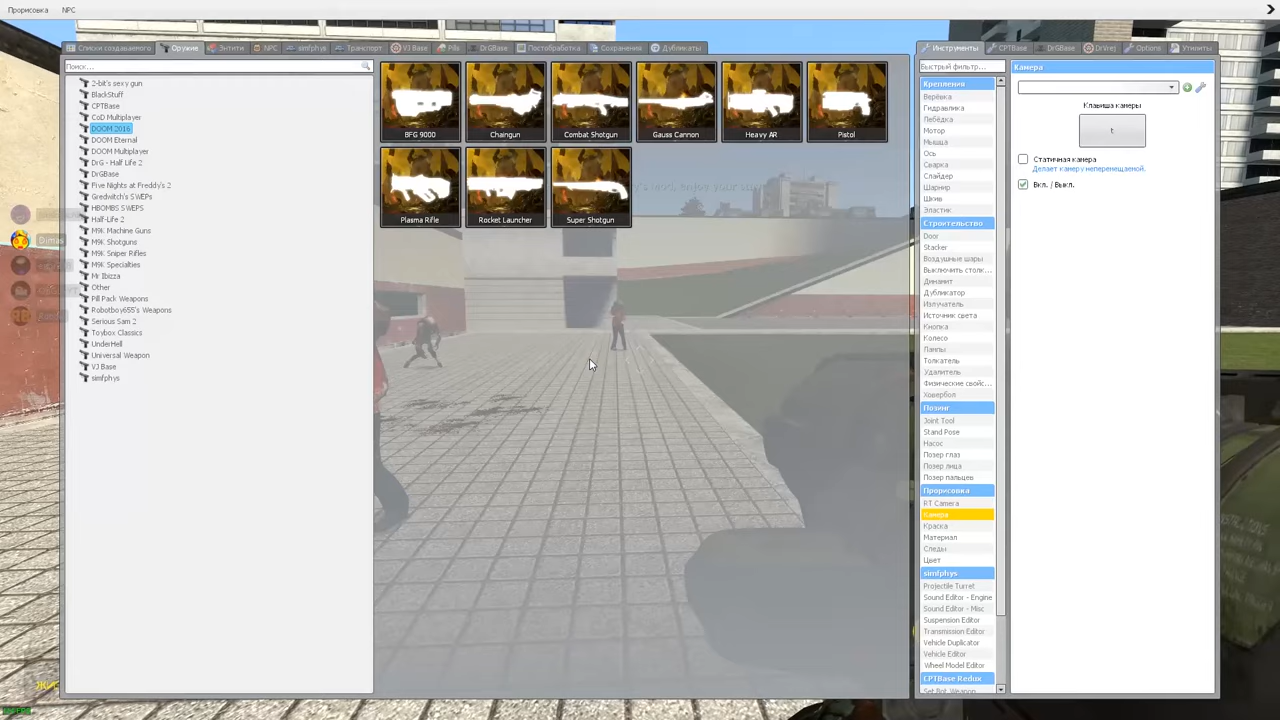 Прорисовка NPC
Списки создаваемого Оружие Энтити NPC simfphys Транспорт VJ Base Pills DrGBase Постобработка Сохранения Дубликаты
Поиск...
2-bit's sexy gun
BlackStuff
CPTBase
CoD Multiplayer
DOOM 2016
DOOM Eternal
DOOM Multiplayer
DrG - Half Life 2
DrGBase
Five Nights at Freddy's 2
Gredwitch's SWEPs
HBOMBS SWEPS
Half-Life 2
M9K Machine Guns
M9K Shotguns
M9K Sniper Rifles
M9K Specialties
Mr Ibizza
Other
Pill Pack Weapons
Robotboy655's Weapons
Serious Sam 2
Toybox Classics
UnderHell
Universal Weapon
VJ Base
simfphys
BFG 9000 Chaingun Combat Shotgun Gauss Cannon Heavy AR Pistol
Plasma Rifle Rocket Launcher Super Shotgun
Инструменты CPTBase DrGBase DrVrej Options Утилиты
Быстрый фильтр...
Крепления
Верёвка
Гидравлика
Лебёдка
Мотор
Мышца
Ось
Сварка
Слайдер
Шарнир
Шкив
Эластик
Строительство
Door
Stacker
Воздушные шары
Выключить столк...
Динамит
Дубликатор
Излучатель
Источник света
Кнопка
Колесо
Лампы
Толкатель
Удалитель
Физические свойс...
Ховербол
Позинг
Joint Tool
Stand Pose
Насос
Позер глаз
Позер лица
Позер пальцев
Прорисовка
RT Camera
Камера
Краска
Материал
Следы
Цвет
simfphys
Projectile Turret
Sound Editor - Engine
Sound Editor - Misc
Suspension Editor
Transmission Editor
Vehicle Duplicator
Vehicle Editor
Wheel Model Editor
CPTBase Redux
Set Bot Weapon
Камера
Клавиша камеры
t
Статичная камера
Делает камеру неперемещаемой.
Вкл. / Выкл.